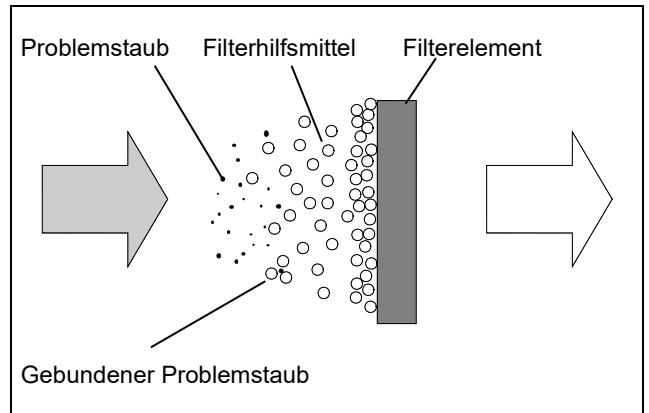 Problemstaub
Filterhilfsmittel
Filterelement
Gebundener Problemstaub